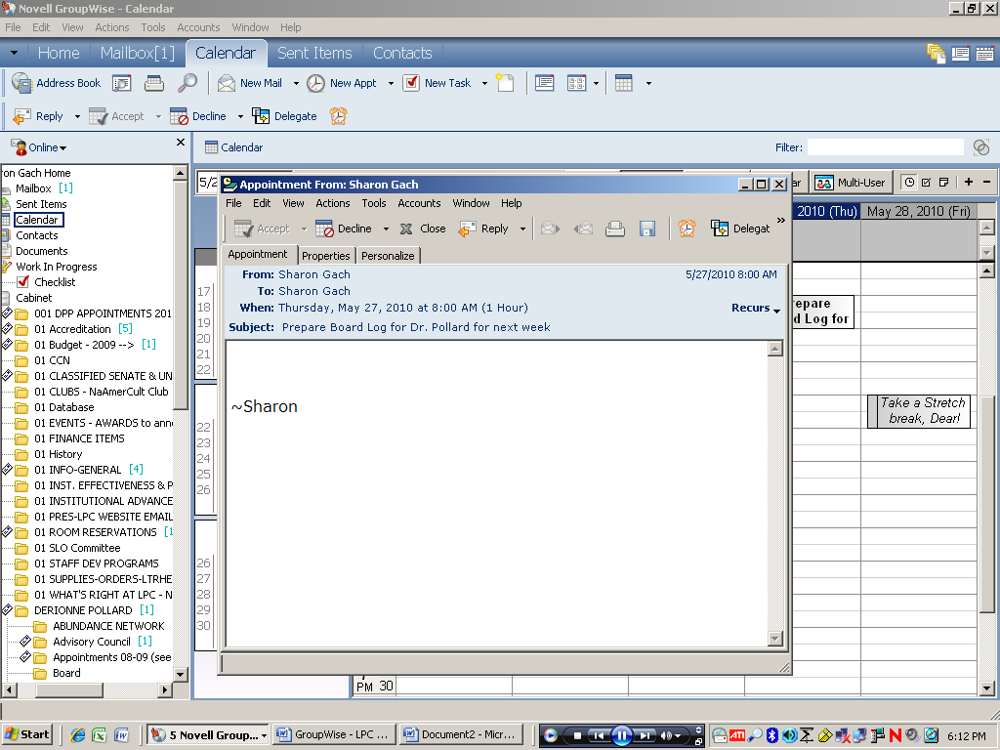 Novell GroupWise - Calendar
File Edit View Actions Tools Accounts Window Help
Home Mailbox[1] Calendar Sent Items Contacts
Address Book New Mail New Appt New Task
Reply Accept Decline Delegate
Online
Calendar
Filter:
ron Gach Home
Mailbox [1]
Sent Items
Calendar
Contacts
Documents
Work In Progress
Checklist
Cabinet
001 DPP APPOINTMENTS 201
01 Accreditation [5]
01 Budget - 2009 --> [1]
01 CCN
01 CLASSIFIED SENATE & UN
01 CLUBS - NaAmerCult Club
01 Database
01 EVENTS - AWARDS to anno
01 FINANCE ITEMS
01 History
01 INFO-GENERAL [4]
01 INST. EFFECTIVENESS & P
01 INSTITUTIONAL ADVANCE
01 PRES-LPC WEBSITE EMAIL
01 ROOM RESERVATIONS [1
01 SLO Committee
01 STAFF DEV PROGRAMS
01 SUPPLIES-ORDERS-LTRHE
01 WHAT'S RIGHT AT LPC - N
DERIONNE POLLARD [1]
ABUNDANCE NETWORK
Advisory Council [1]
Appointments 08-09 (see
Board
5/2
17
18
19
20
21
22
22
23
24
25
26
26
27
28
29
30
Appointment From: Sharon Gach
File Edit View Actions Tools Accounts Window Help
Accept Decline Close Reply Delegat »
Appointment Properties Personalize
From: Sharon Gach 5/27/2010 8:00 AM
To: Sharon Gach
When: Thursday, May 27, 2010 at 8:00 AM (1 Hour) Recurs
Subject: Prepare Board Log for Dr. Pollard for next week
~Sharon
ar Multi-User
2010 (Thu) May 28, 2010 (Fri)
repare
d Log for
Take a Stretch
break, Dear!
PM 30
Start 5 Novell Group... GroupWise - LPC ... Document2 - Micr... 6:12 PM